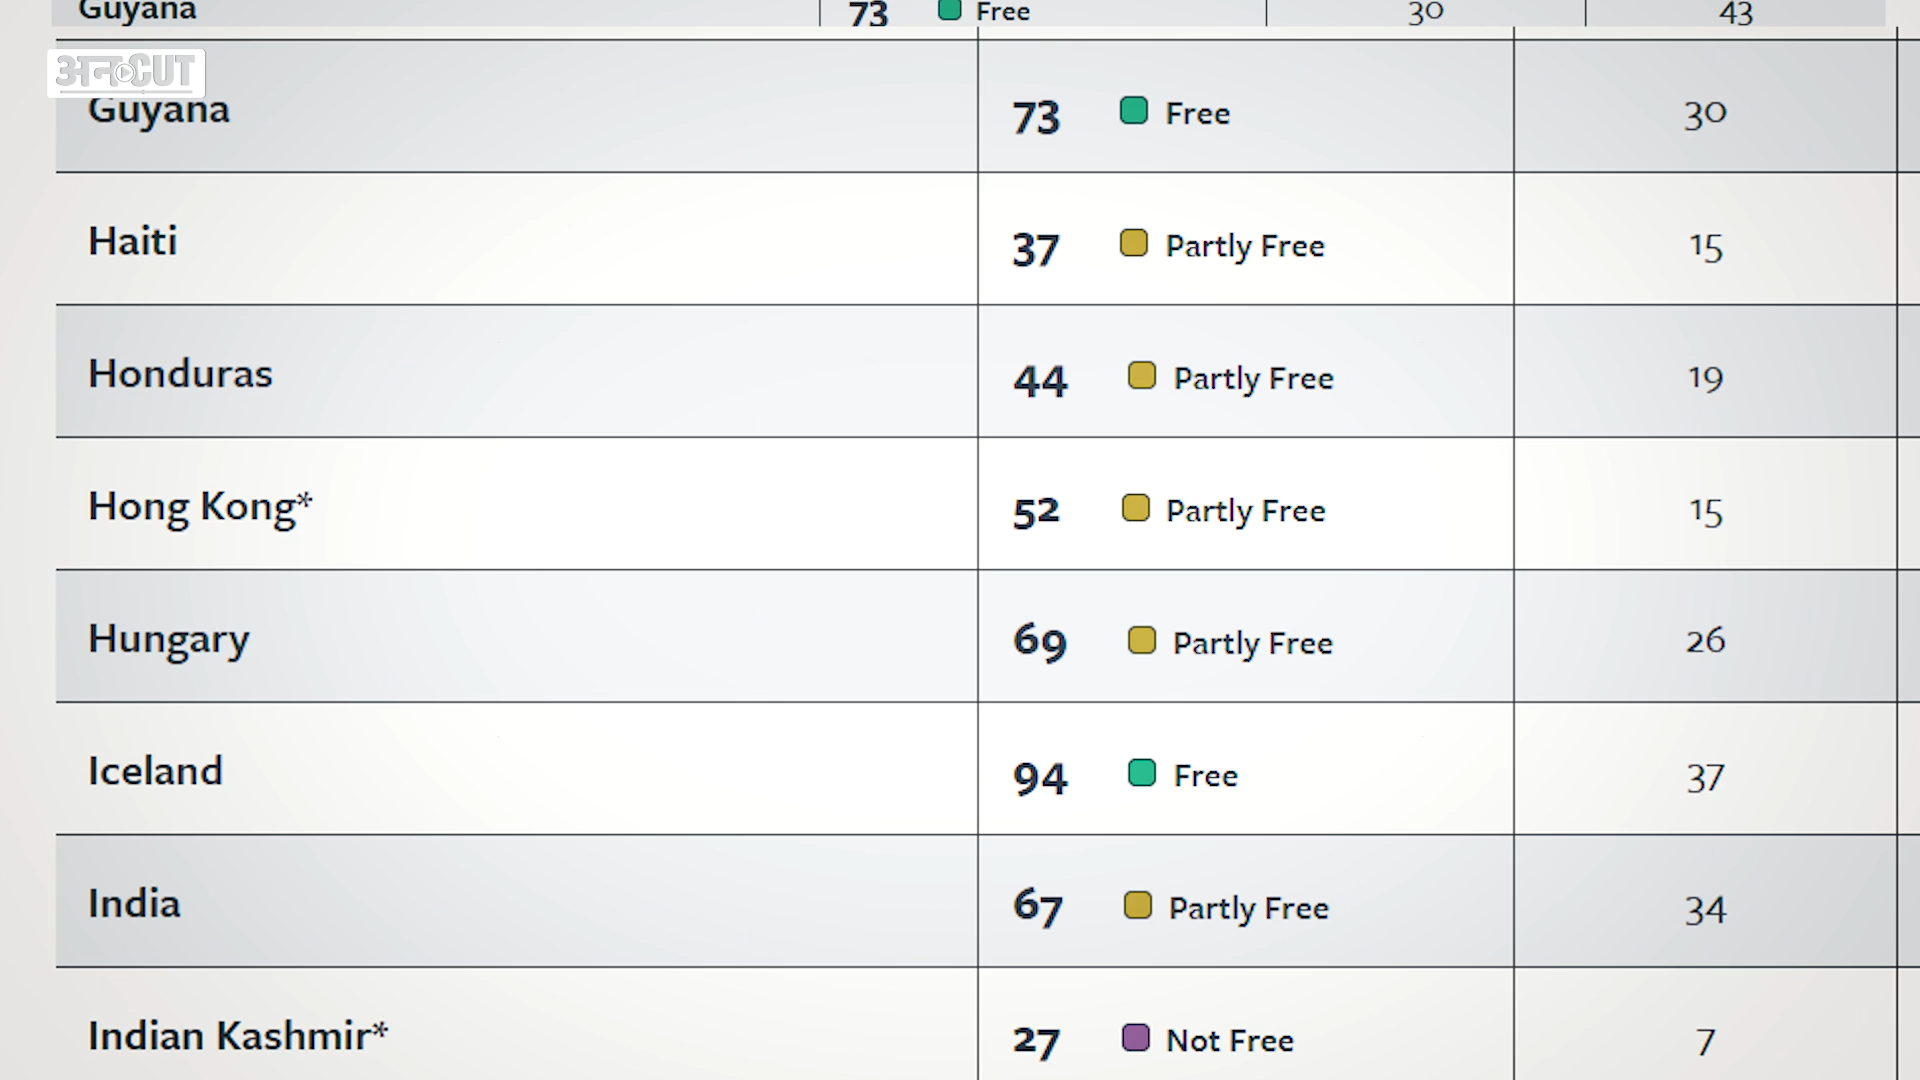 Guyana 73 Free 30 43
अनCUT
Guyana 73 Free 30
Haiti 37 Partly Free 15
Honduras 44 Partly Free 19
Hong Kong* 52 Partly Free 15
Hungary 69 Partly Free 26
Iceland 94 Free 37
India 67 Partly Free 34
Indian Kashmir* 27 Not Free 7